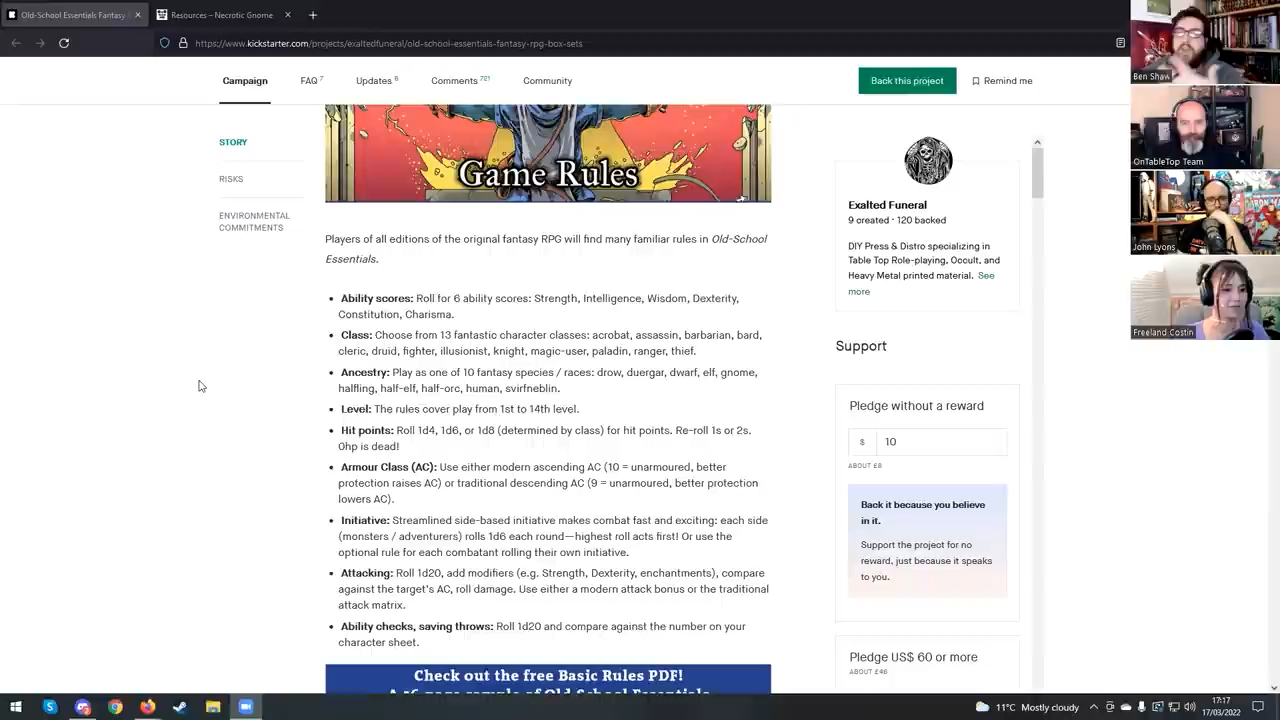 Old-School Essentials Fantasy
Resources – Necrotic Gnome
https://www.kickstarter.com/projects/exaltedfuneral/old-school-essentials-fantasy-rpg-box-sets
Campaign
FAQ 7
Updates 6
Comments 721
Community
Back this project
Remind me
STORY
RISKS
ENVIRONMENTAL
COMMITMENTS
Game Rules
Players of all editions of the original fantasy RPG will find many familiar rules in Old-School
Essentials.
• Ability scores: Roll for 6 ability scores: Strength, Intelligence, Wisdom, Dexterity,
Constitution, Charisma.
• Class: Choose from 13 fantastic character classes: acrobat, assassin, barbarian, bard,
cleric, druid, fighter, illusionist, knight, magic-user, paladin, ranger, thief.
• Ancestry: Play as one of 10 fantasy species / races: drow, duergar, dwarf, elf, gnome,
halfling, half-elf, half-orc, human, svirfneblin.
• Level: The rules cover play from 1st to 14th level.
• Hit points: Roll 1d4, 1d6, or 1d8 (determined by class) for hit points. Re-roll 1s or 2s.
0hp is dead!
• Armour Class (AC): Use either modern ascending AC (10 = unarmoured, better
protection raises AC) or traditional descending AC (9 = unarmoured, better protection
lowers AC).
• Initiative: Streamlined side-based initiative makes combat fast and exciting: each side
(monsters / adventurers) rolls 1d6 each round—highest roll acts first! Or use the
optional rule for each combatant rolling their own initiative.
• Attacking: Roll 1d20, add modifiers (e.g. Strength, Dexterity, enchantments), compare
against the target's AC, roll damage. Use either a modern attack bonus or the traditional
attack matrix.
• Ability checks, saving throws: Roll 1d20 and compare against the number on your
character sheet.
Check out the free Basic Rules PDF!
Exalted Funeral
9 created · 120 backed
DIY Press & Distro specializing in
Table Top Role-playing, Occult, and
Heavy Metal printed material. See
more
Support
Pledge without a reward
$ 10
ABOUT £8
Back it because you believe
in it.
Support the project for no
reward, just because it speaks
to you.
Pledge US$ 60 or more
ABOUT £46
Ben Shaw
OnTableTop Team
John Lyons
Freeland Costin
11°C Mostly cloudy
17:17
17/03/2022